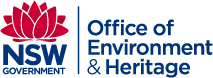 NSW
GOVERNMENT
Office of
Environment
& Heritage